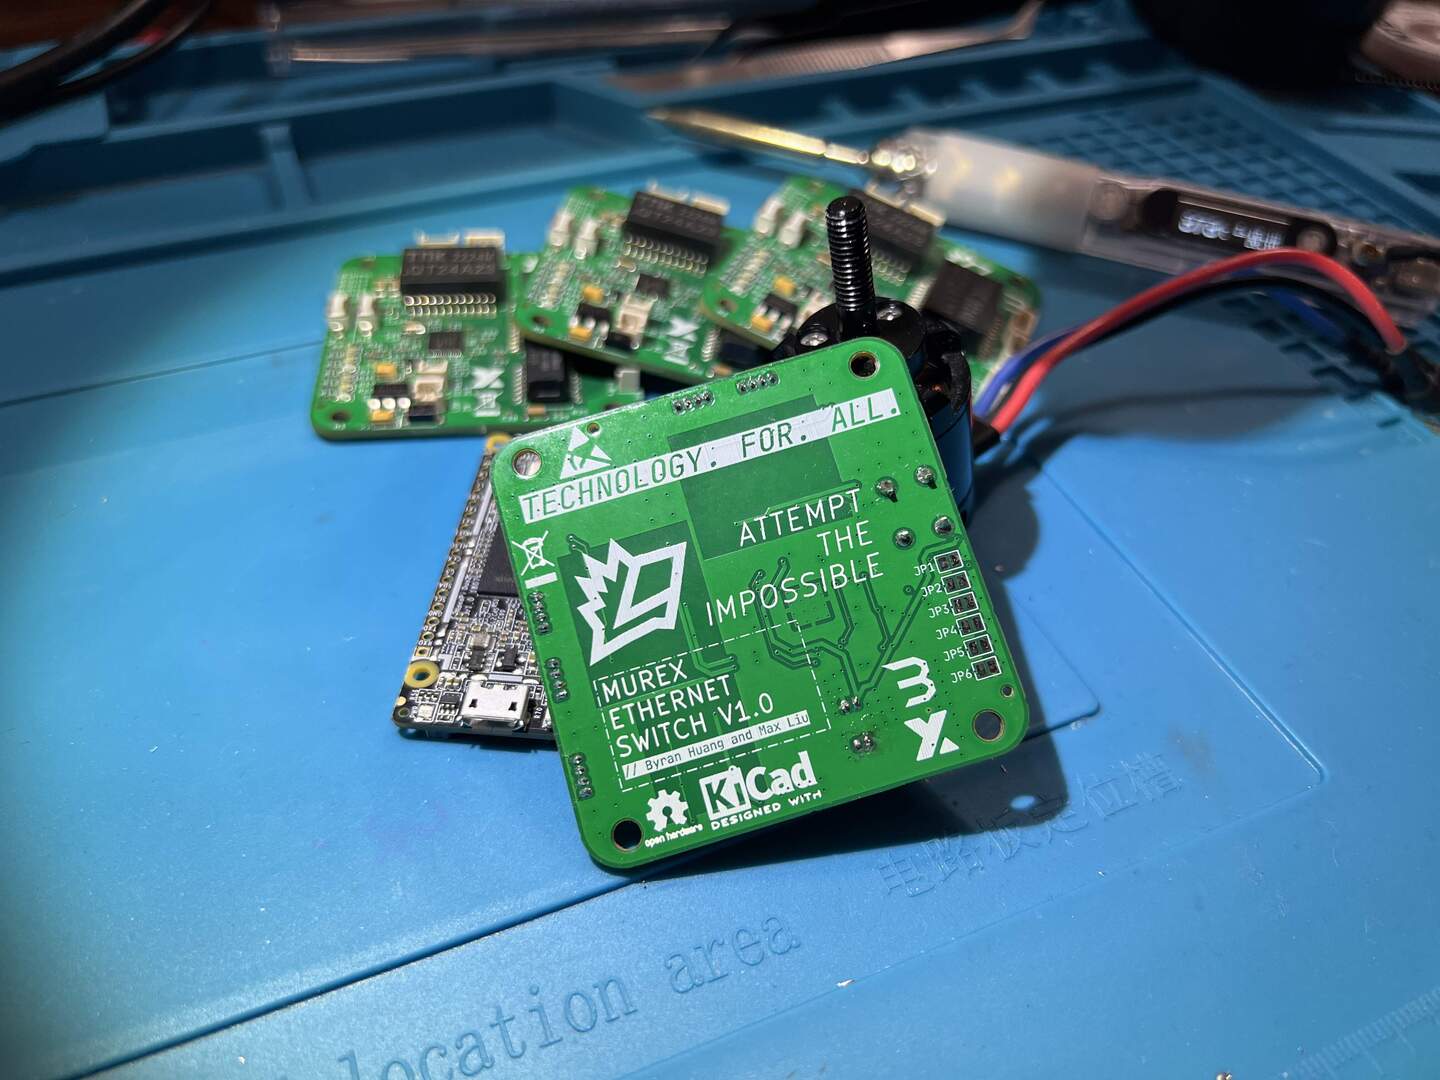 TECHNOLOGY. FOR. ALL.
ATTEMPT
THE
IMPOSSIBLE
MUREX
ETHERNET
SWITCH V1.0
// Byran Huang and Max Liu
JP1
JP2
JP3
JP4
JP5
JP6
open hardware
KiCad
DESIGNED WITH
R70
电路板定位槽
location area